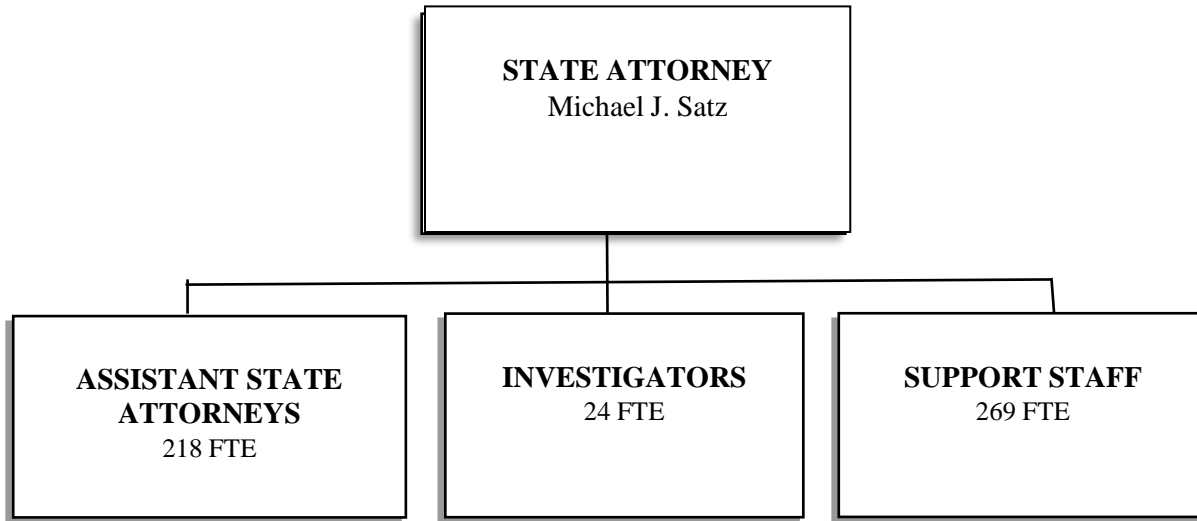 STATE ATTORNEY
Michael J. Satz
ASSISTANT STATE
ATTORNEYS
218 FTE
INVESTIGATORS
24 FTE
SUPPORT STAFF
269 FTE